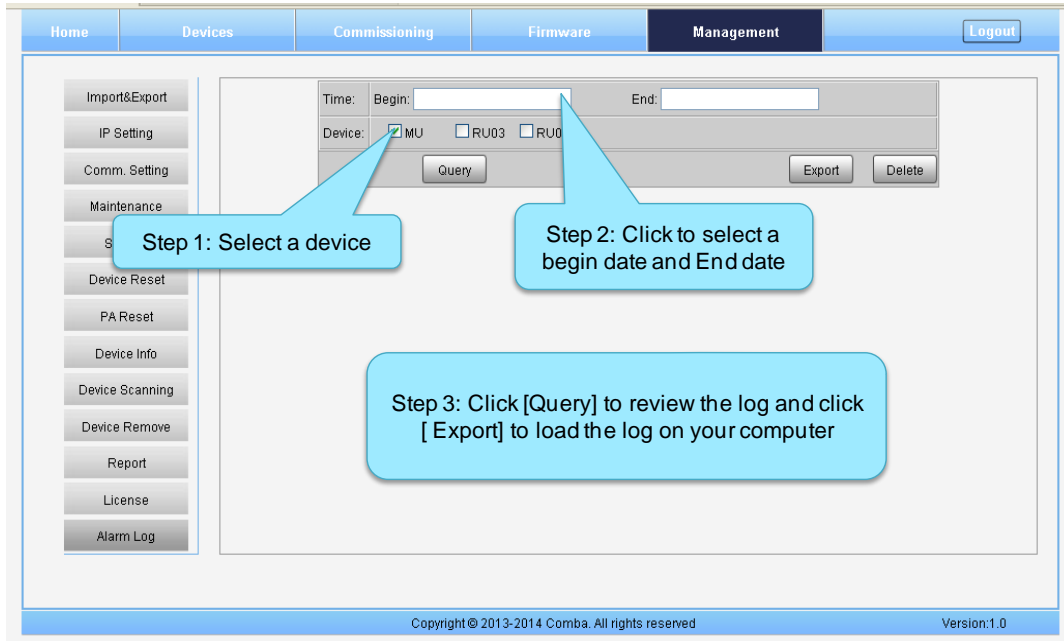 Home Devices Commissioning Firmware Management Logout
Import&Export
IP Setting
Comm. Setting
Maintenance
Device Reset
PA Reset
Device Info
Device Scanning
Device Remove
Report
License
Alarm Log
Time: Begin: End:
Device: MU RU03
Query Export Delete
Step 1: Select a device
Step 2: Click to select a
begin date and End date
Step 3: Click [Query] to review the log and click
[ Export] to load the log on your computer
Copyright© 2013-2014 Comba. All rights reserved Version:1.0